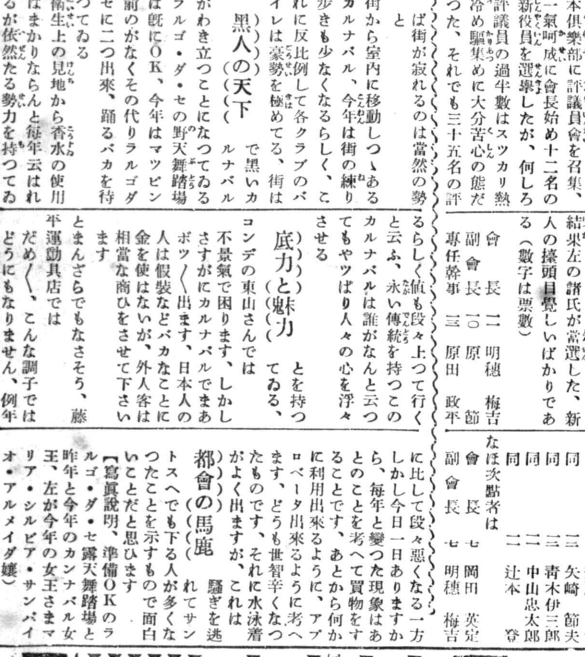 本俱樂部に評議員會を召集、
一氣呵成に會長始め十二名の
新役員を選擧したが、何しろ
評議員の過半數はスツカリ熱
冷め驅集めに大分苦心の態だ
つた、それでも三十五名の評
結果左の諸氏が當選した、新
人の擡頭目覺しいばかりであ
る（數字は票數）
會長 一一 明穗 梅吉
副會長 一〇 原田 節
專任幹事 一三 原田 政平
同 一三 矢崎 節夫
同 一三 青木伊三郎
同 一二 中山忠太郎
同 一一 辻本 登
なほ次點者は
會長 七 岡田 英定
副會長 七 明穗 梅吉
ば街が寂れるのは當然の勢
と
街から室内に移動しつゝある
カルナバル、今年は街の練り
歩きも少なくなるらしく、こ
れに反比例して各クラブのバ
イレは豪勢を極めてる、街は
黑人の天下
で黑いカ
ルナバル
がわき立つことになつてゐる
ラルゴ・ダ・セの野天舞踏場
は既にOK、今年はマツピン
前のがなくその代りラルゴダ
セに二つ出來、踊るバカを待
つてゐる
衞生上の見地から香水の使用
はまかりならんと毎年云はれ
るが依然たる勢力を持つてゐ
るらしく値も段々上つて行く
と云ふ、永い傳統を持つこの
カルナバルは誰がなんと云つ
てもやツぱり人々の心を浮々
させる
底力と魅力
とを持つ
てゐる、
コンデの東山さんでは
不景氣で困ります、しかし
さすがにカルナバルでまあ
ボツ〳〵出ます、日本人の
人は假裝などバカなことに
金を使はないが、外人客は
相當な商ひをさせて下さい
ます
とまんざらでもなさそう、藤
平運動具店では
だめ〳〵、こんな調子では
どうにもなりません、例年
に比して段々惡くなる一方
しかし今日一日ありますか
ら、毎年と變つた現象はあ
とのことを考へて買物をす
ることです、あとから何か
に利用出來るように、アプ
ロベータ出來るように考へ
ます、どうも世智辛くなつ
たものです、それに水泳着
がよく出ますが、これは
都會の馬鹿
騷ぎを逃
れてサン
トスへでも下る人が多くな
つたことを示すもので面白
いことだと思ひます
【寫眞說明、準備OKのラ
ルゴ・ダ・セ露天舞踏場と
昨年と今年のカンナバル女
王、左が今年の女王さまマ
リア・シルビア・サンパイ
オ・アルメイダ孃】